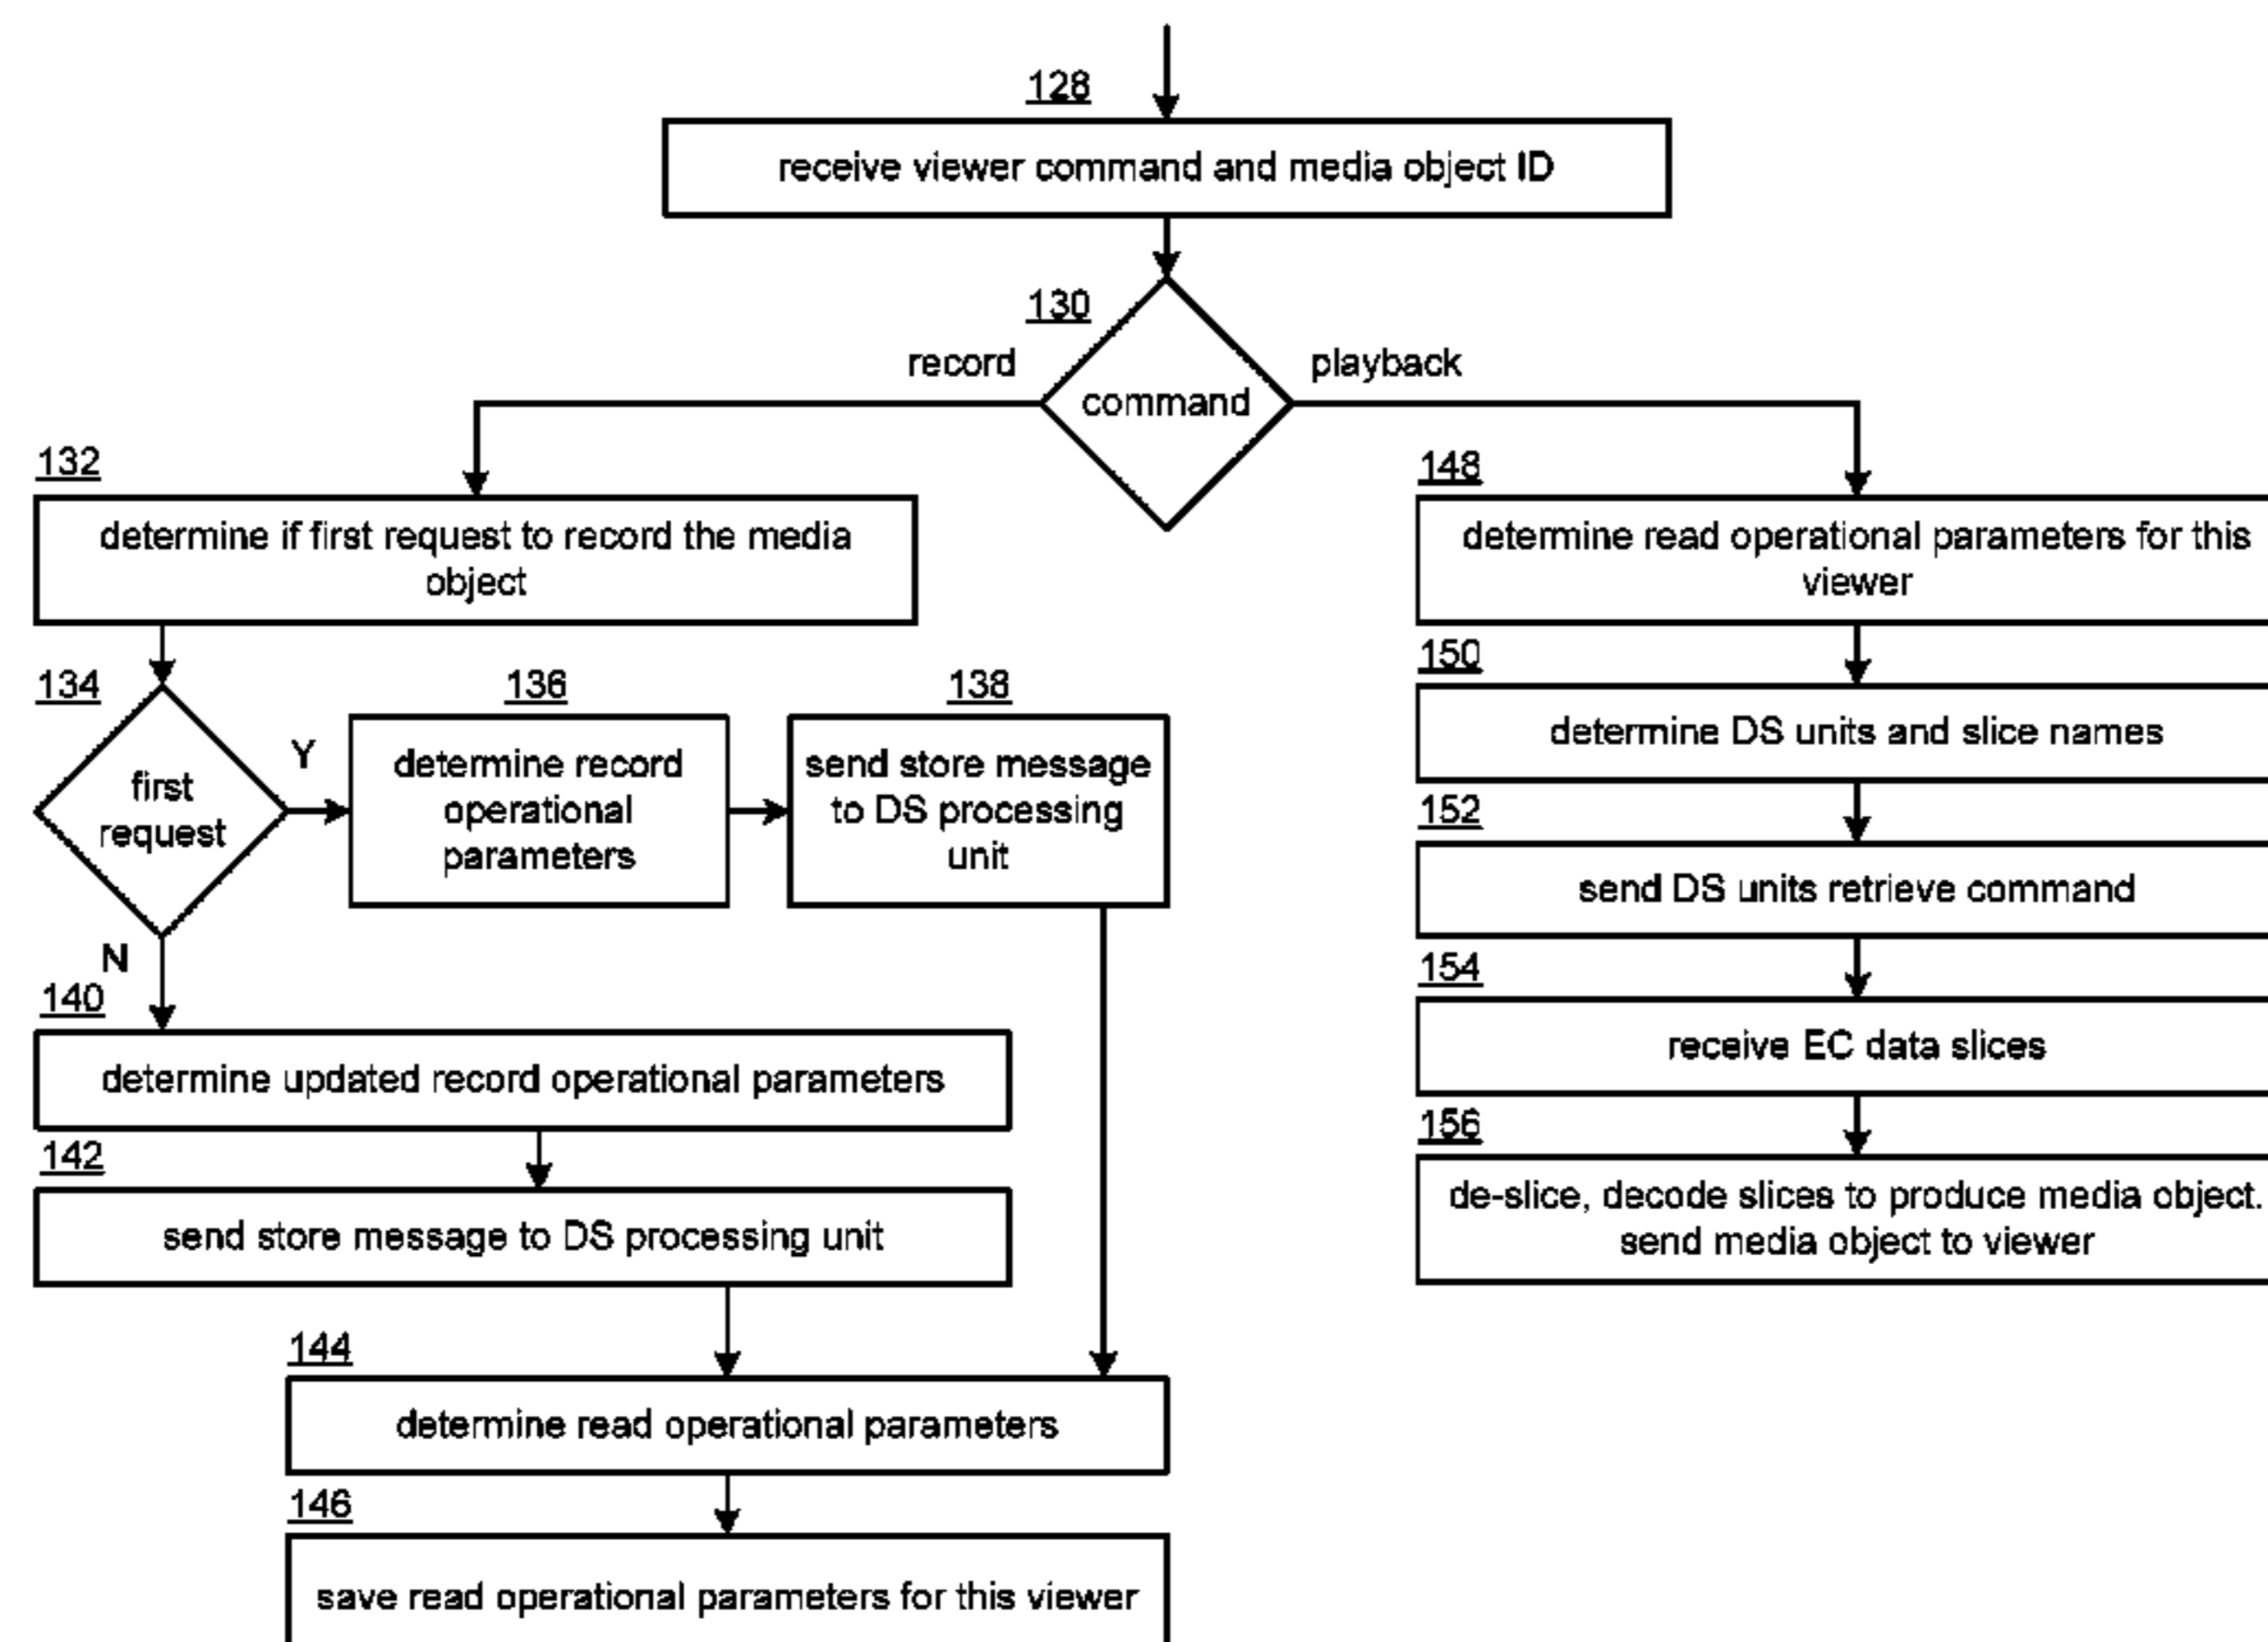 128
receive viewer command and media object ID
130
record
command
playback
132
determine if first request to record the media
object
134
first
request
Y
N
136
determine record
operational
parameters
138
send store message
to DS processing
unit
140
determine updated record operational parameters
142
send store message to DS processing unit
144
determine read operational parameters
146
save read operational parameters for this viewer
148
determine read operational parameters for this
viewer
150
determine DS units and slice names
152
send DS units retrieve command
154
receive EC data slices
156
de-slice, decode slices to produce media object.
send media object to viewer